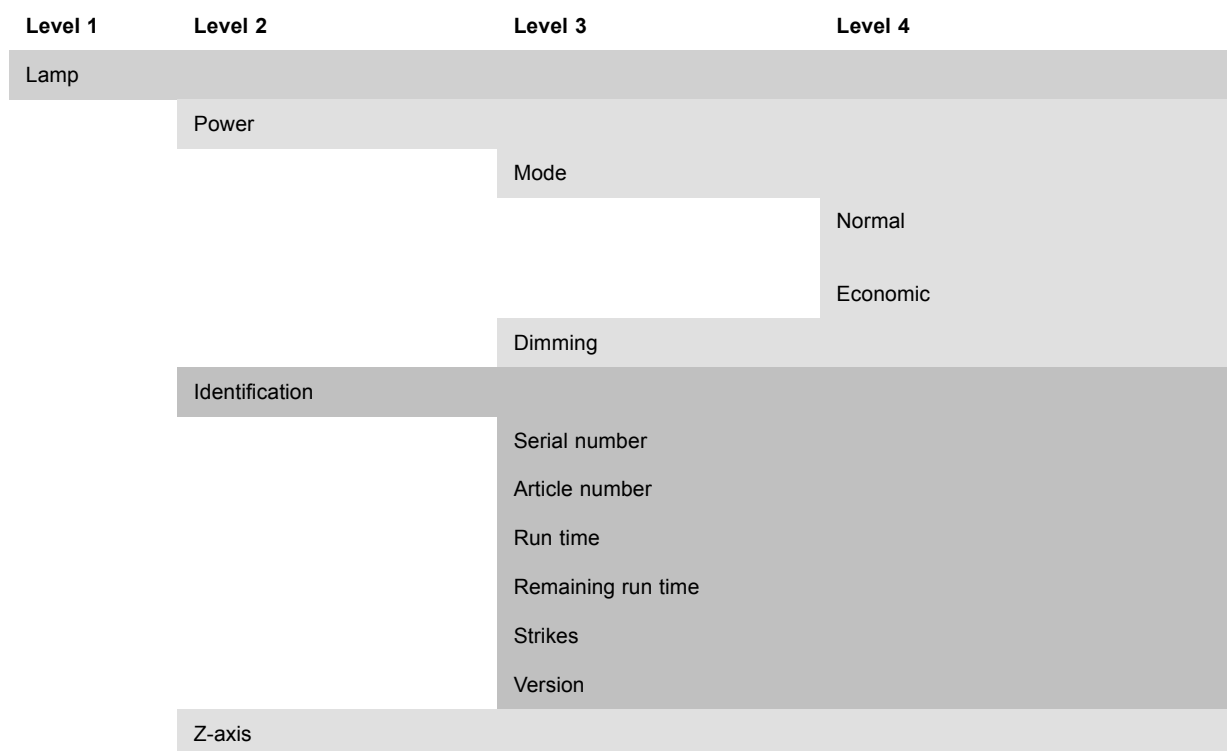 Level 1 Level 2 Level 3 Level 4
Lamp
Power
Mode
Normal
Economic
Dimming
Identification
Serial number
Article number
Run time
Remaining run time
Strikes
Version
Z-axis